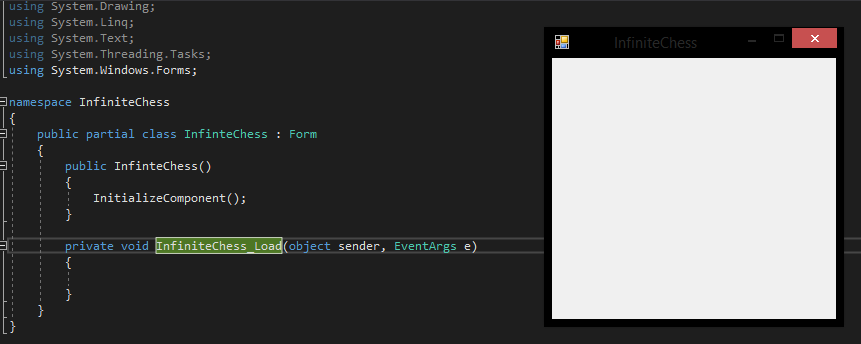 using System.Drawing;
using System.Linq;
using System.Text;
using System.Threading.Tasks;
using System.Windows.Forms;
namespace InfiniteChess
{
public partial class InfinteChess : Form
{
public InfinteChess()
{
InitializeComponent();
}
private void InfiniteChess_Load(object sender, EventArgs e)
{
}
}
}
InfiniteChess